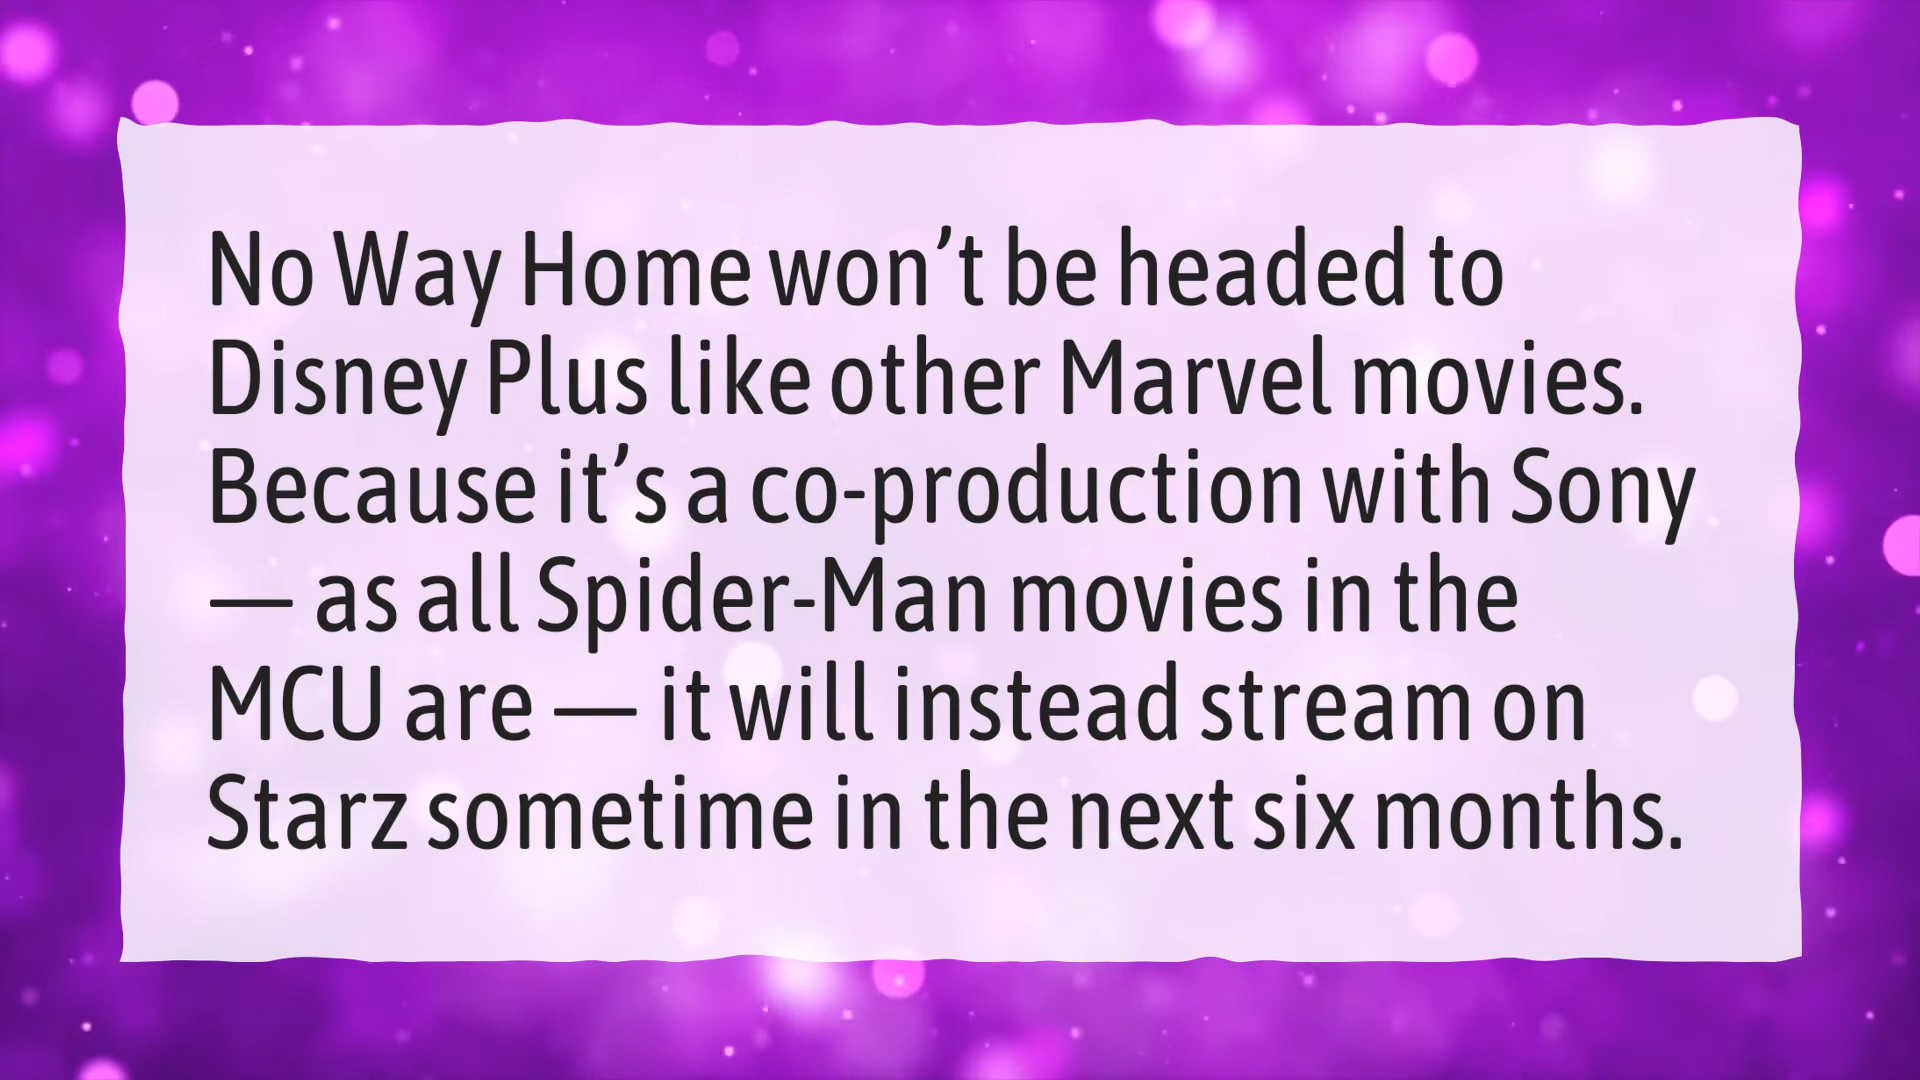 No Way Home won’t be headed to
Disney Plus like other Marvel movies.
Because it’s a co-production with Sony
— as all Spider-Man movies in the
MCU are — it will instead stream on
Starz sometime in the next six months.